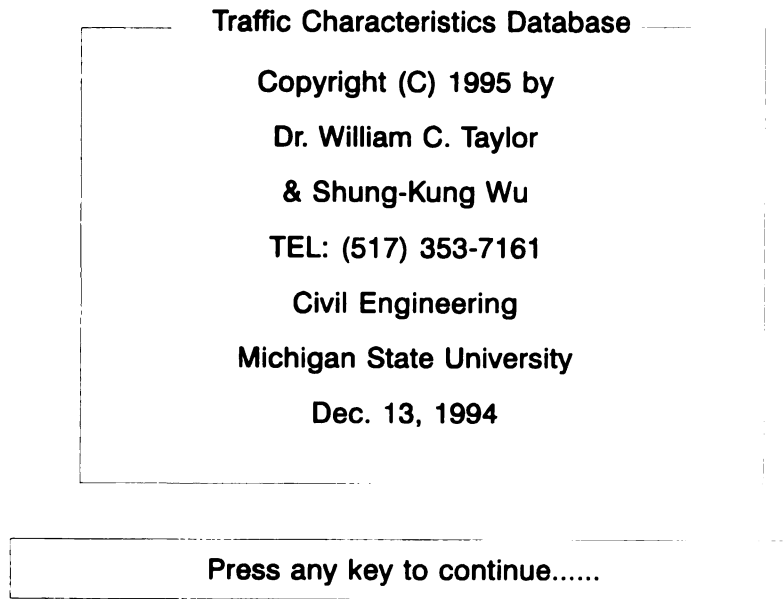 Traffic Characteristics Database
Copyright (C) 1995 by
Dr. William C. Taylor
& Shung-Kung Wu
TEL: (517) 353-7161
Civil Engineering
Michigan State University
Dec. 13, 1994
Press any key to continue......